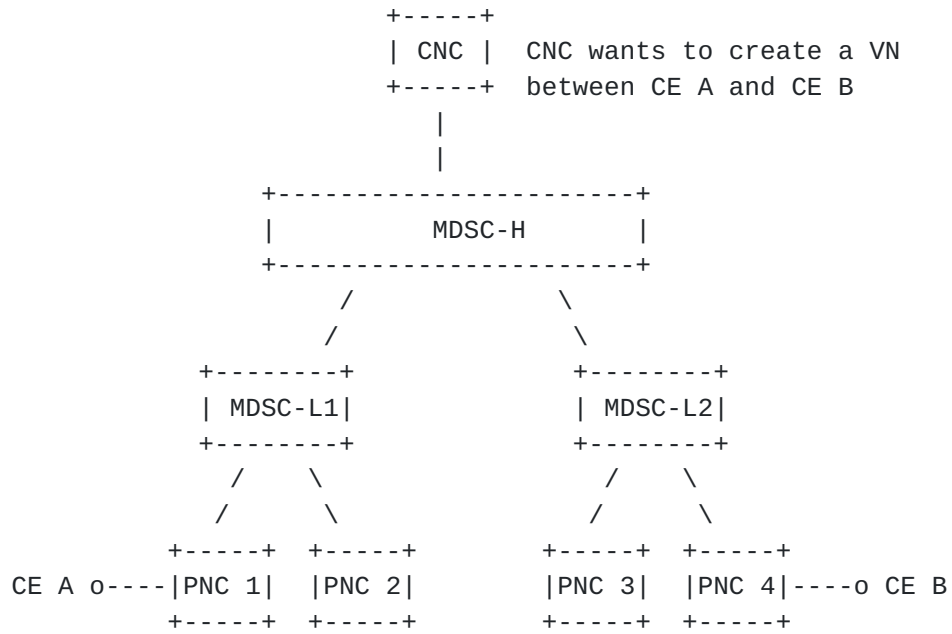 CNC CNC wants to create a VN
between CE A and CE B
MDSC-H
MDSC-L1 MDSC-L2
CE A PNC 1 PNC 2 PNC 3 PNC 4 CE B